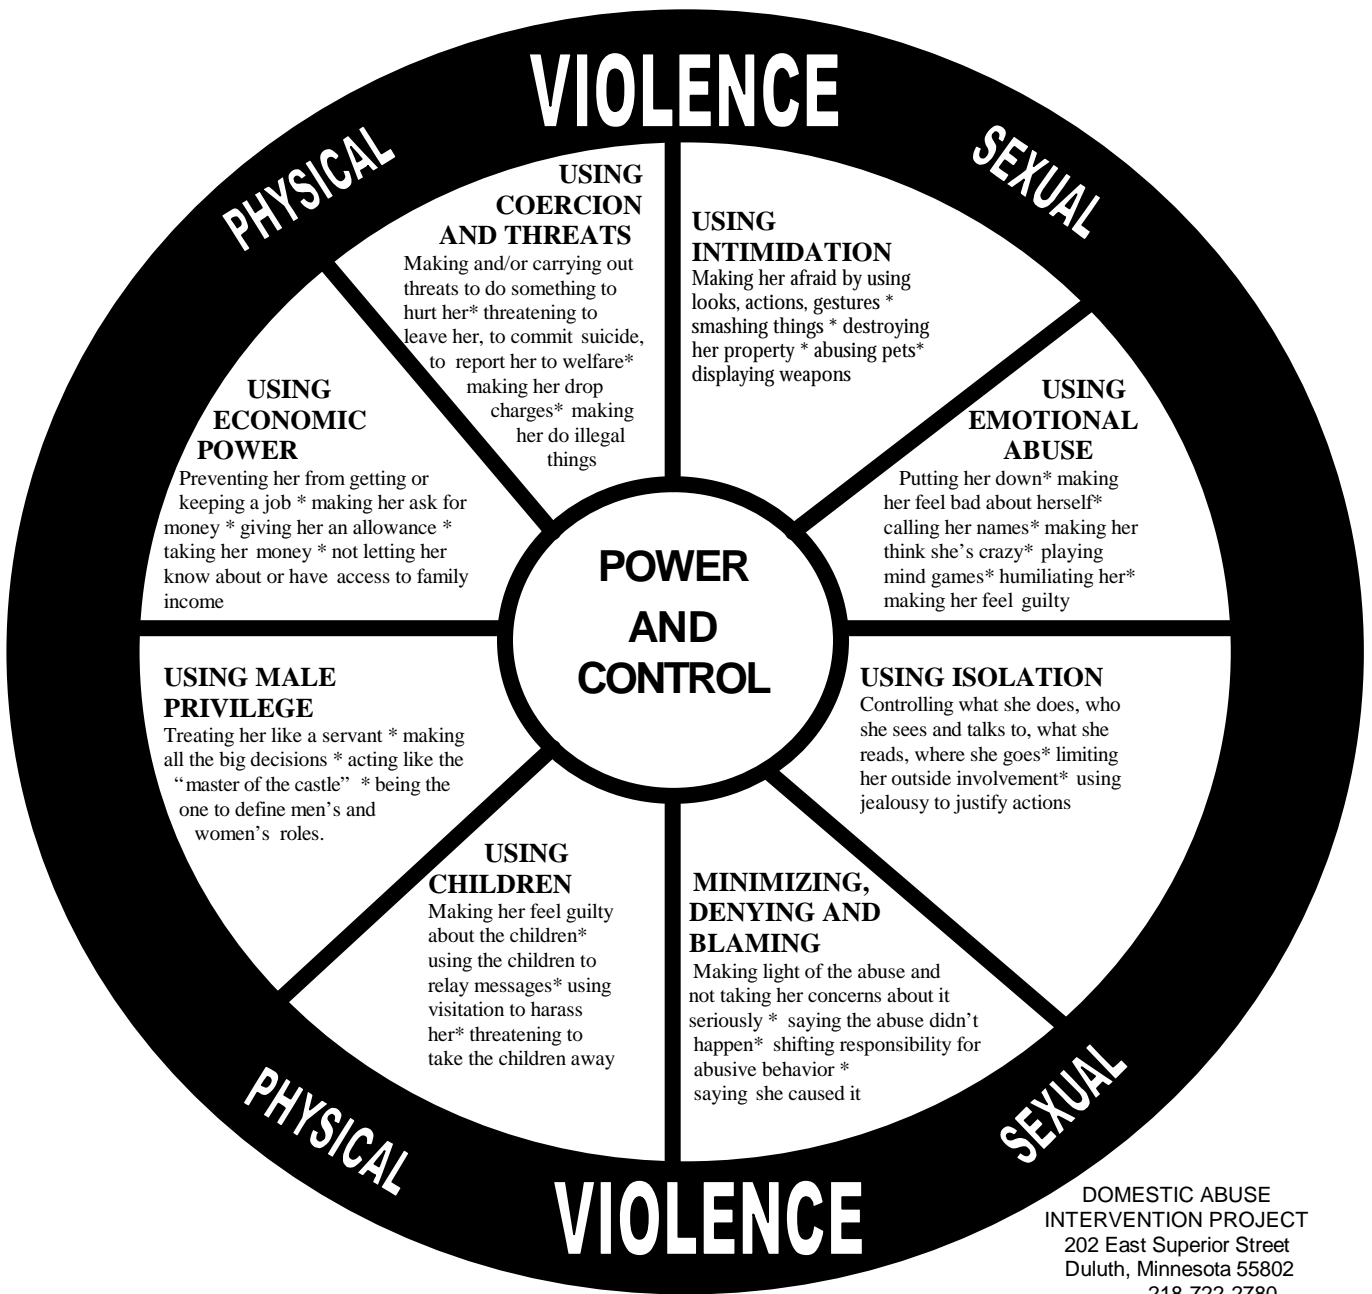 VIOLENCE
PHYSICAL
SEXUAL
USING
COERCION
AND THREATS
Making and/or carrying out
threats to do something to
hurt her* threatening to
leave her, to commit suicide,
to report her to welfare*
making her drop
charges* making
her do illegal
things
USING
INTIMIDATION
Making her afraid by using
looks, actions, gestures *
smashing things * destroying
her property * abusing pets*
displaying weapons
USING
ECONOMIC
POWER
Preventing her from getting or
keeping a job * making her ask for
money * giving her an allowance *
taking her money * not letting her
know about or have access to family
income
USING
EMOTIONAL
ABUSE
Putting her down* making
her feel bad about herself*
calling her names* making her
think she's crazy* playing
mind games* humiliating her*
making her feel guilty
POWER
AND
CONTROL
USING MALE
PRIVILEGE
Treating her like a servant * making
all the big decisions * acting like the
“master of the castle” * being the
one to define men’s and
women’s roles.
USING ISOLATION
Controlling what she does, who
she sees and talks to, what she
reads, where she goes* limiting
her outside involvement* using
jealousy to justify actions
USING
CHILDREN
Making her feel guilty
about the children*
using the children to
relay messages* using
visitation to harass
her* threatening to
take the children away
MINIMIZING,
DENYING AND
BLAMING
Making light of the abuse and
not taking her concerns about it
seriously * saying the abuse didn’t
happen* shifting responsibility for
abusive behavior *
saying she caused it
PHYSICAL
SEXUAL
VIOLENCE
DOMESTIC ABUSE
INTERVENTION PROJECT
202 East Superior Street
Duluth, Minnesota 55802
218-722-2780